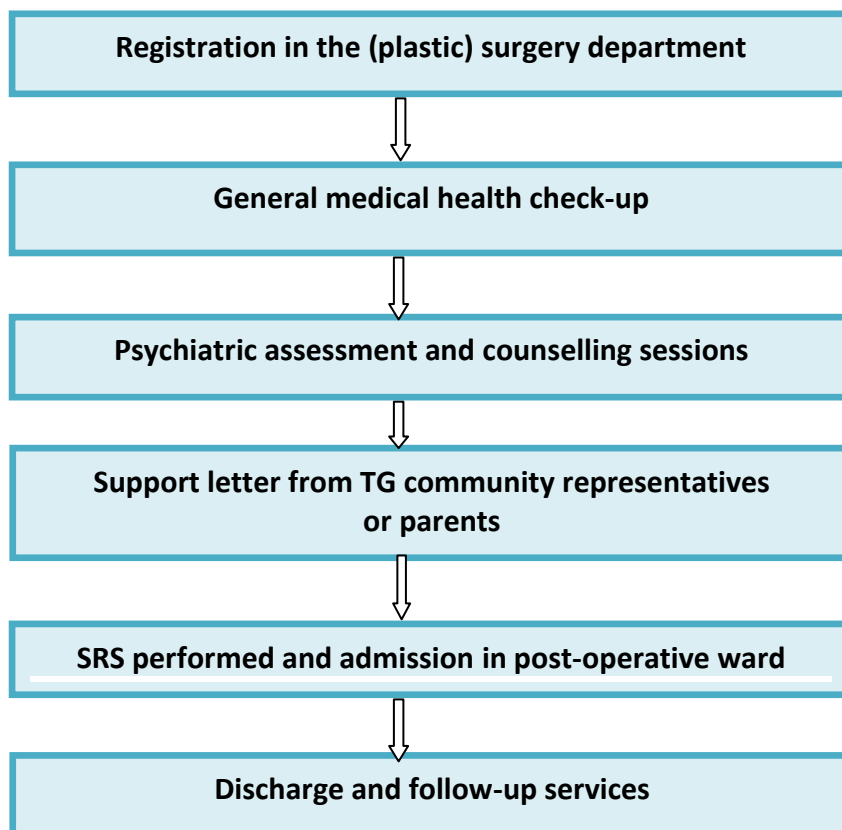 Registration in the (plastic) surgery department
General medical health check-up
Psychiatric assessment and counselling sessions
Support letter from TG community representatives
or parents
SRS performed and admission in post-operative ward
Discharge and follow-up services